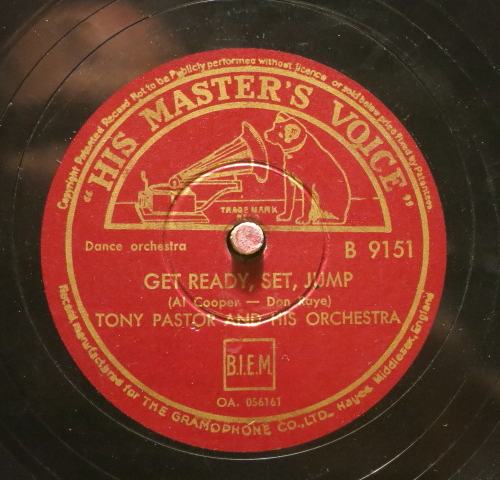 Copyright Patented Record Not to be Publicly performed without licence or sold below price fixed by Patentees.
"HIS MASTER'S VOICE"
TRADE MARK
Dance orchestra
B 9151
GET READY, SET, JUMP
(Al Cooper — Don Raye)
TONY PASTOR AND HIS ORCHESTRA
B.I.E.M.
OA. 056161
Record manufactured for THE GRAMOPHONE CO., LTD., Hayes, Middlesex, England